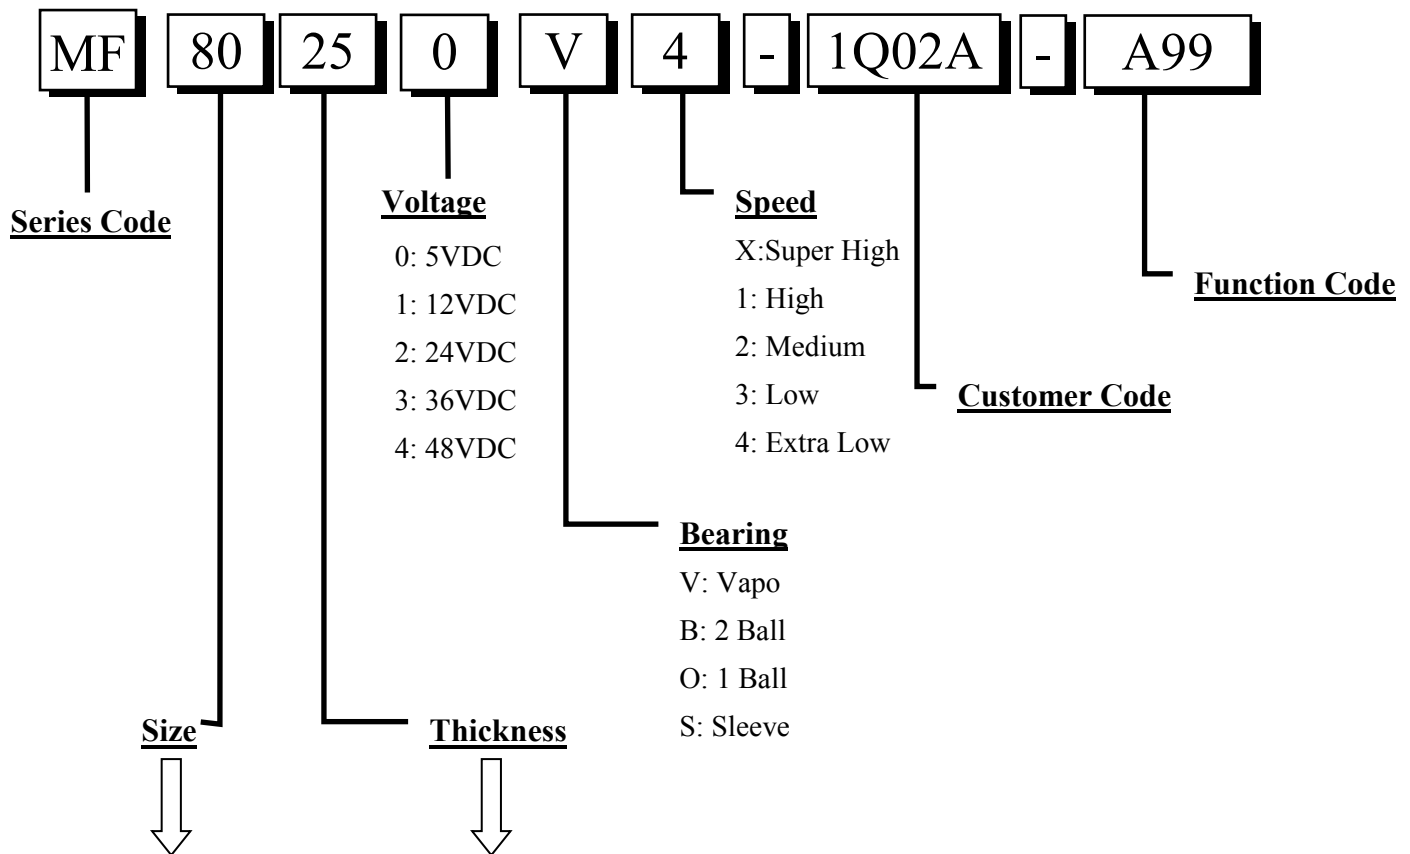 MF 80 25 0 V 4 - 1Q02A - A99
Series Code
Voltage
0: 5VDC
1: 12VDC
2: 24VDC
3: 36VDC
4: 48VDC
Speed
X:Super High
1: High
2: Medium
3: Low
4: Extra Low
Function Code
Customer Code
Bearing
V: Vapo
B: 2 Ball
O: 1 Ball
S: Sleeve
Size
Thickness